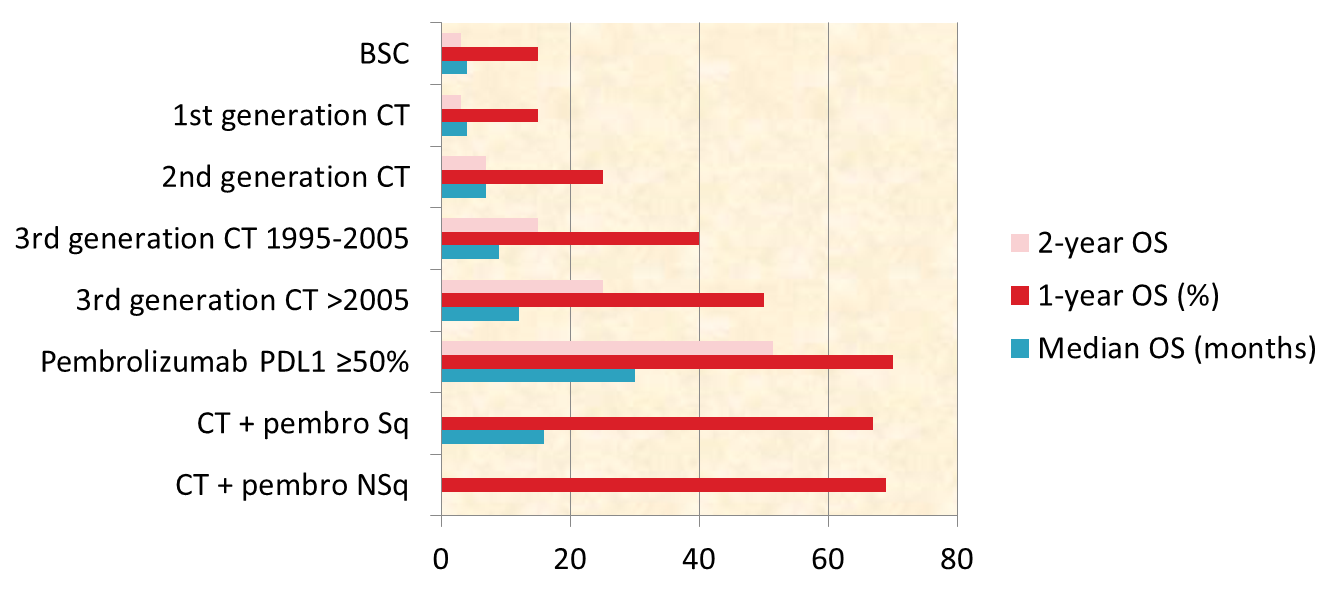 BSC
1st generation CT
2nd generation CT
3rd generation CT 1995-2005
3rd generation CT >2005
Pembrolizumab PDL1 ≥50%
CT + pembro Sq
CT + pembro NSq
0 20 40 60 80
2-year OS
1-year OS (%)
Median OS (months)